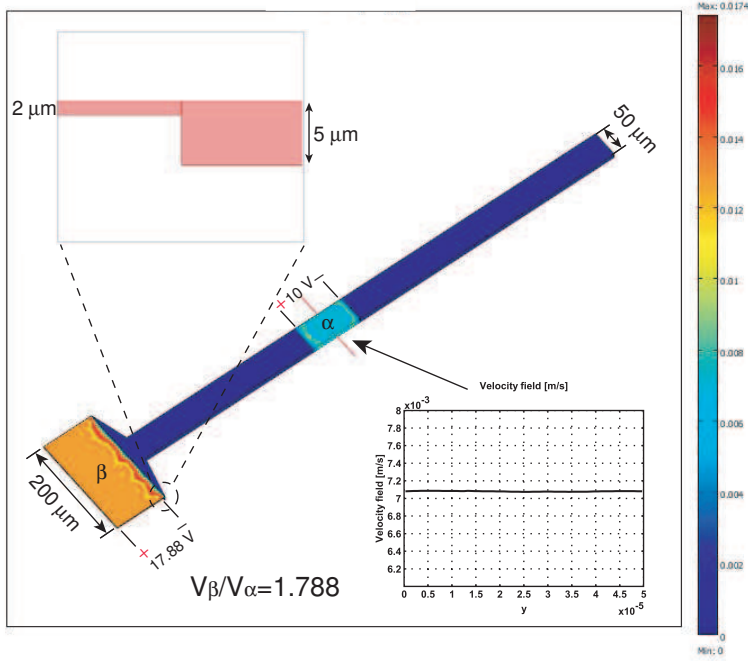 Max: 0.0174
2 μm
5 μm
50 μm
0.016
0.014
0.012
0.01
0.008
0.006
0.004
0.002
0
Min: 0
+ 10 V –
α
β
200 μm
+ 17.88 V –
Vβ/Vα=1.788
Velocity field [m/s]
x10⁻³
8
7.8
7.6
7.4
7.2
7
6.8
6.6
6.4
6.2
Velocity field [m/s]
0 0.5 1 1.5 2 2.5 3 3.5 4 4.5 5
y
x10⁻⁵